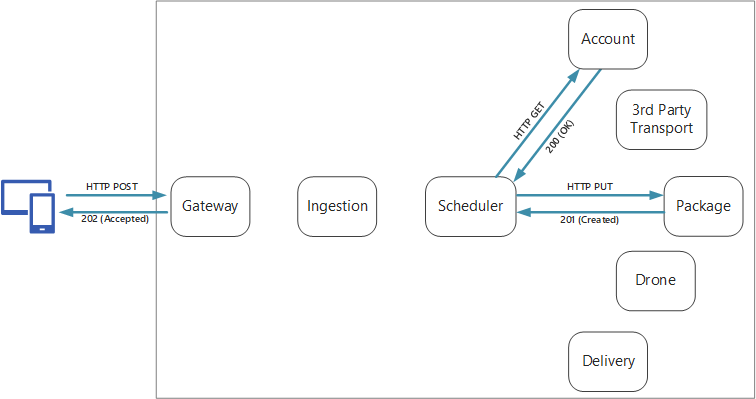 Account
HTTP GET
200 (OK)
3rd Party
Transport
HTTP POST
202 (Accepted)
Gateway
Ingestion
Scheduler
HTTP PUT
201 (Created)
Package
Drone
Delivery